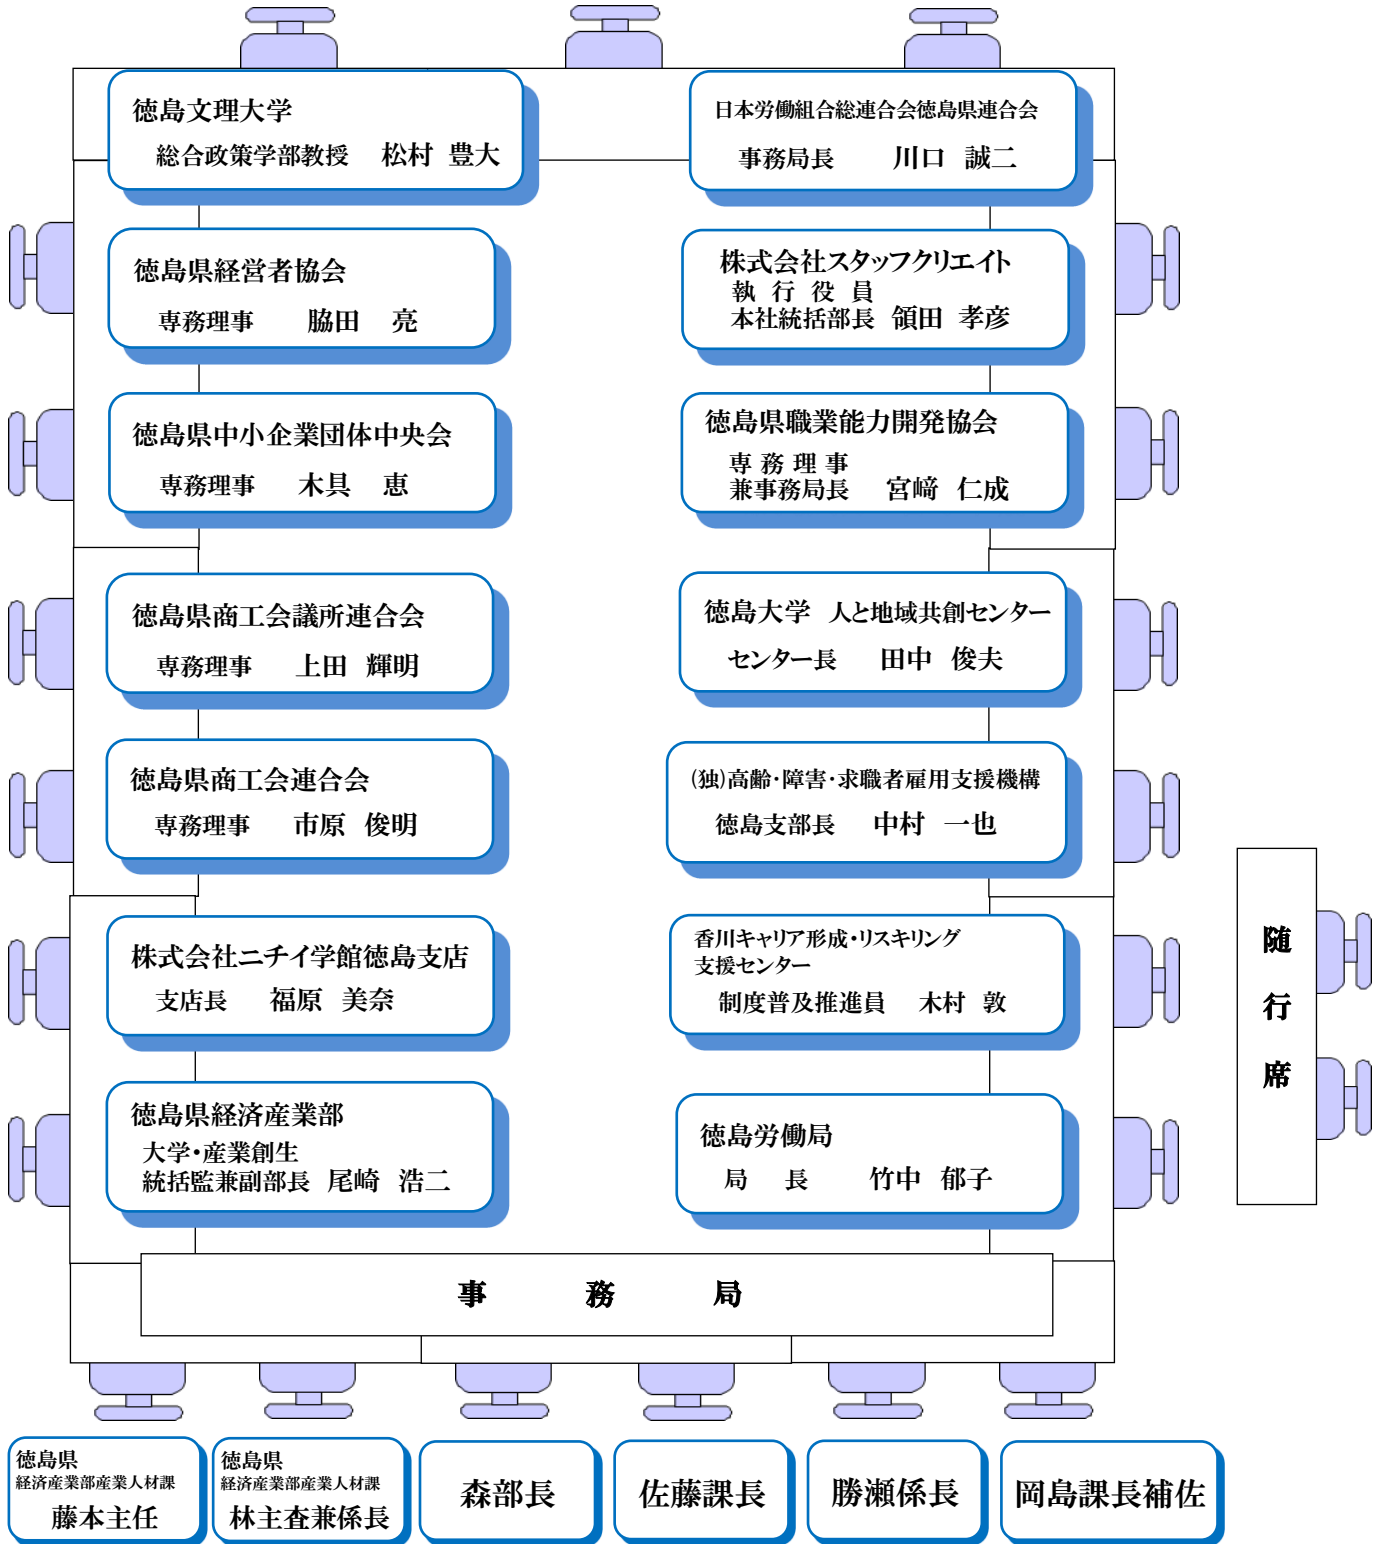 徳島文理大学
総合政策学部教授 松村 豊大
日本労働組合総連合会徳島県連合会
事務局長 川口 誠二
徳島県経営者協会
専務理事 脇田 亮
株式会社スタッフクリエイト
執行役員
本社統括部長 領田 孝彦
徳島県中小企業団体中央会
専務理事 木具 恵
徳島県職業能力開発協会
専務理事
兼事務局長 宮﨑 仁成
徳島県商工会議所連合会
専務理事 上田 輝明
徳島大学 人と地域共創センター
センター長 田中 俊夫
徳島県商工会連合会
専務理事 市原 俊明
(独)高齢・障害・求職者雇用支援機構
徳島支部長 中村 一也
株式会社ニチイ学館徳島支店
支店長 福原 美奈
香川キャリア形成・リスキリング
支援センター
制度普及推進員 木村 敦
徳島県経済産業部
大学・産業創生
統括監兼副部長 尾崎 浩二
徳島労働局
局 長 竹中 郁子
随行席
事 務 局
徳島県
経済産業部産業人材課
藤本主任
徳島県
経済産業部産業人材課
林主査兼係長
森部長
佐藤課長
勝瀬係長
岡島課長補佐